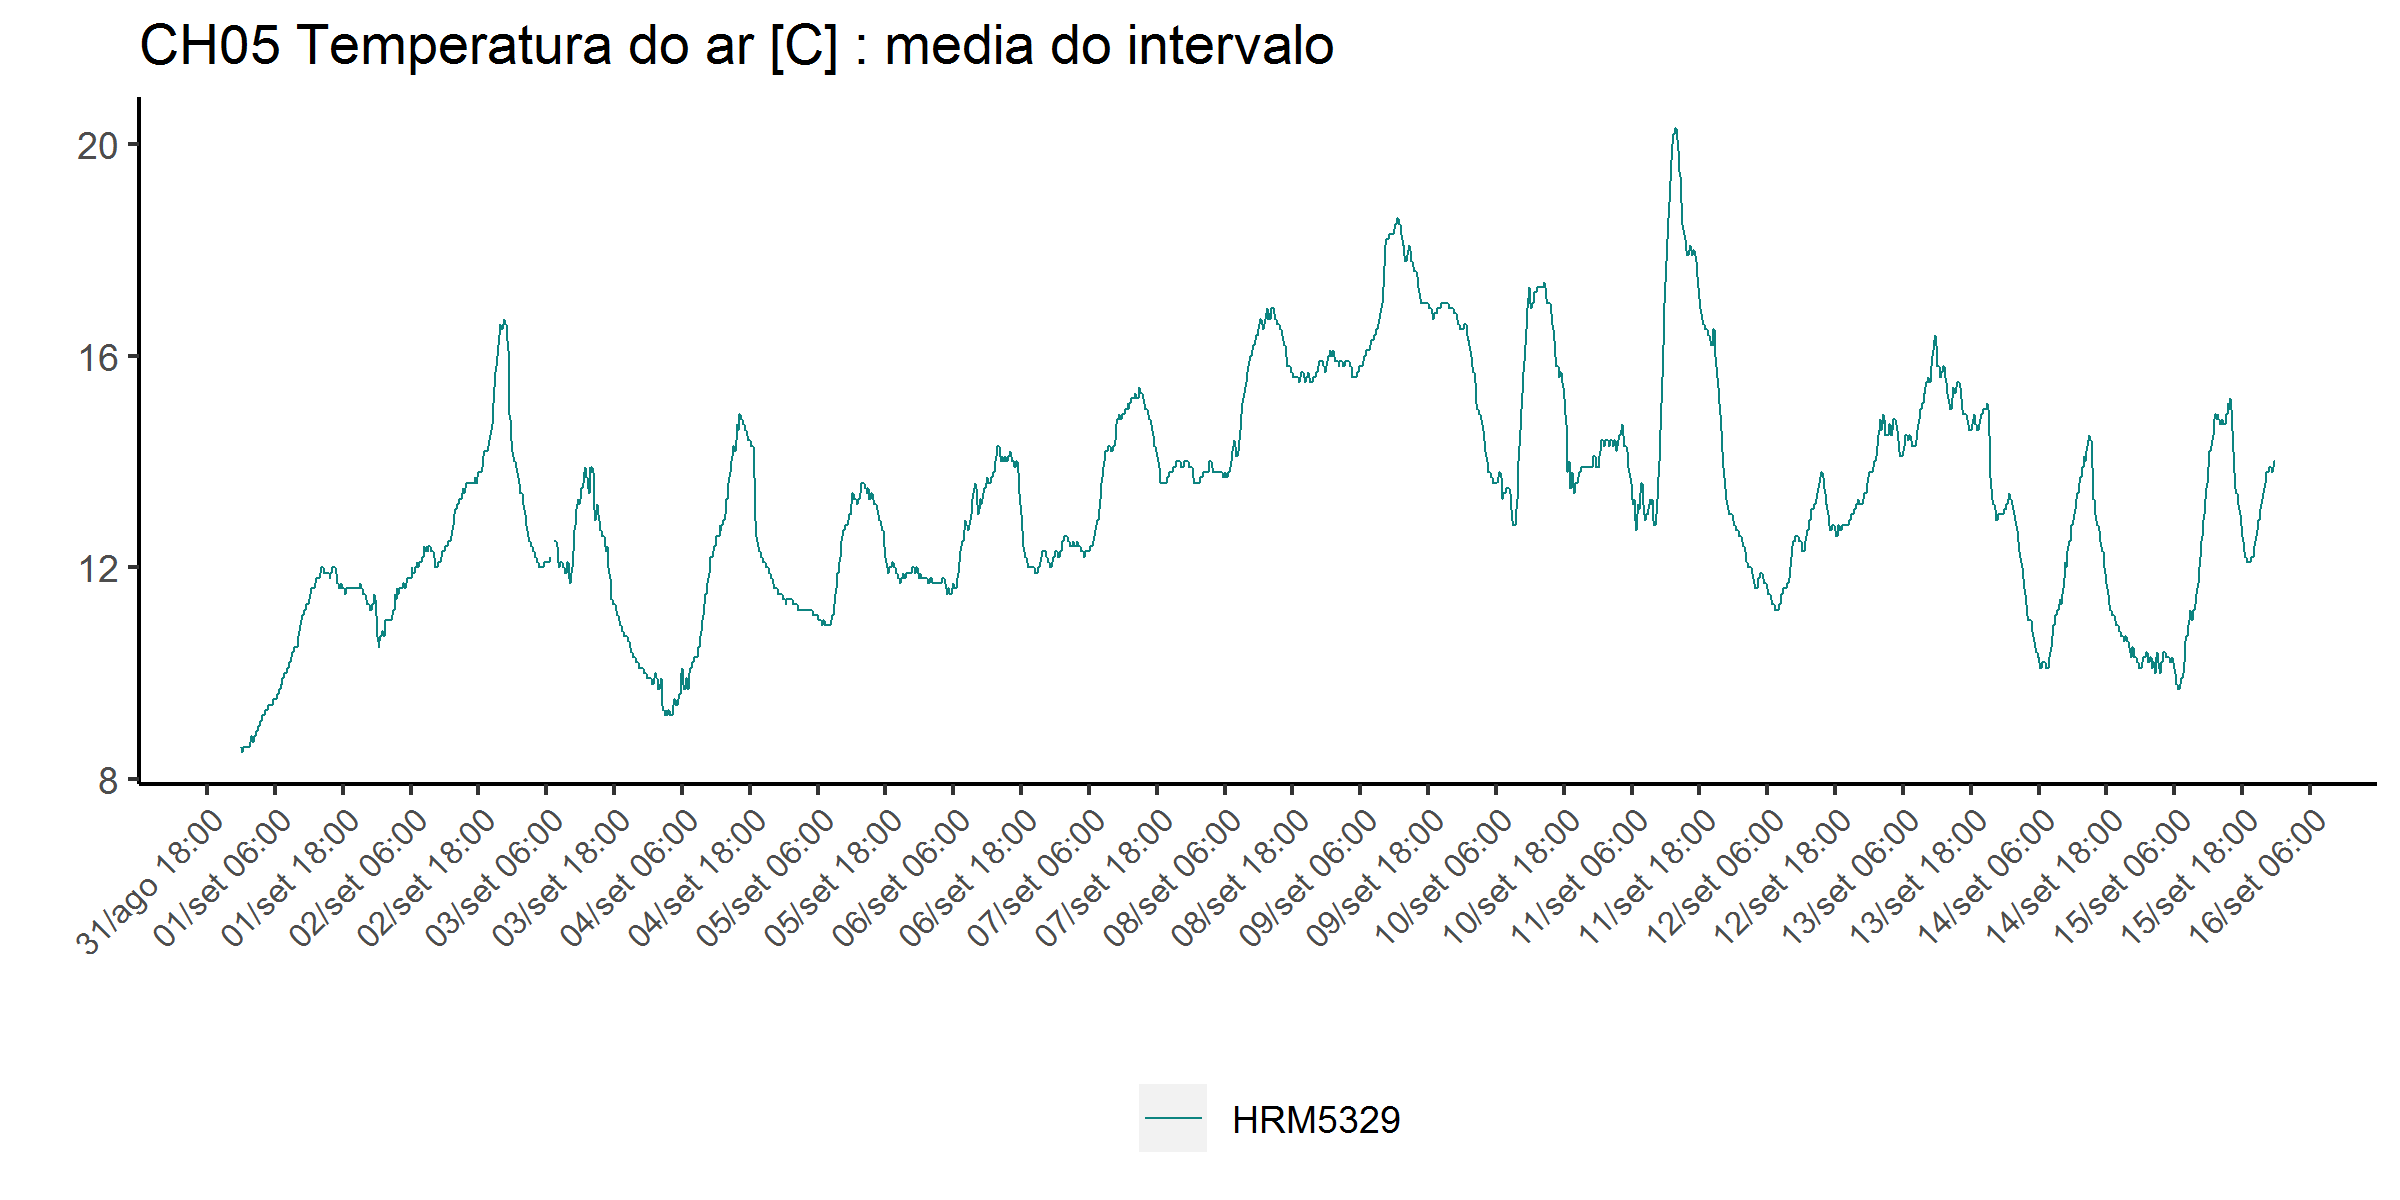 CH05 Temperatura do ar [C] : media do intervalo
20
16
12
8
31/ago 18:00
01/set 06:00
01/set 18:00
02/set 06:00
02/set 18:00
03/set 06:00
03/set 18:00
04/set 06:00
04/set 18:00
05/set 06:00
05/set 18:00
06/set 06:00
06/set 18:00
07/set 06:00
07/set 18:00
08/set 06:00
08/set 18:00
09/set 06:00
09/set 18:00
10/set 06:00
10/set 18:00
11/set 06:00
11/set 18:00
12/set 06:00
12/set 18:00
13/set 06:00
13/set 18:00
14/set 06:00
14/set 18:00
15/set 06:00
15/set 18:00
16/set 06:00
HRM5329